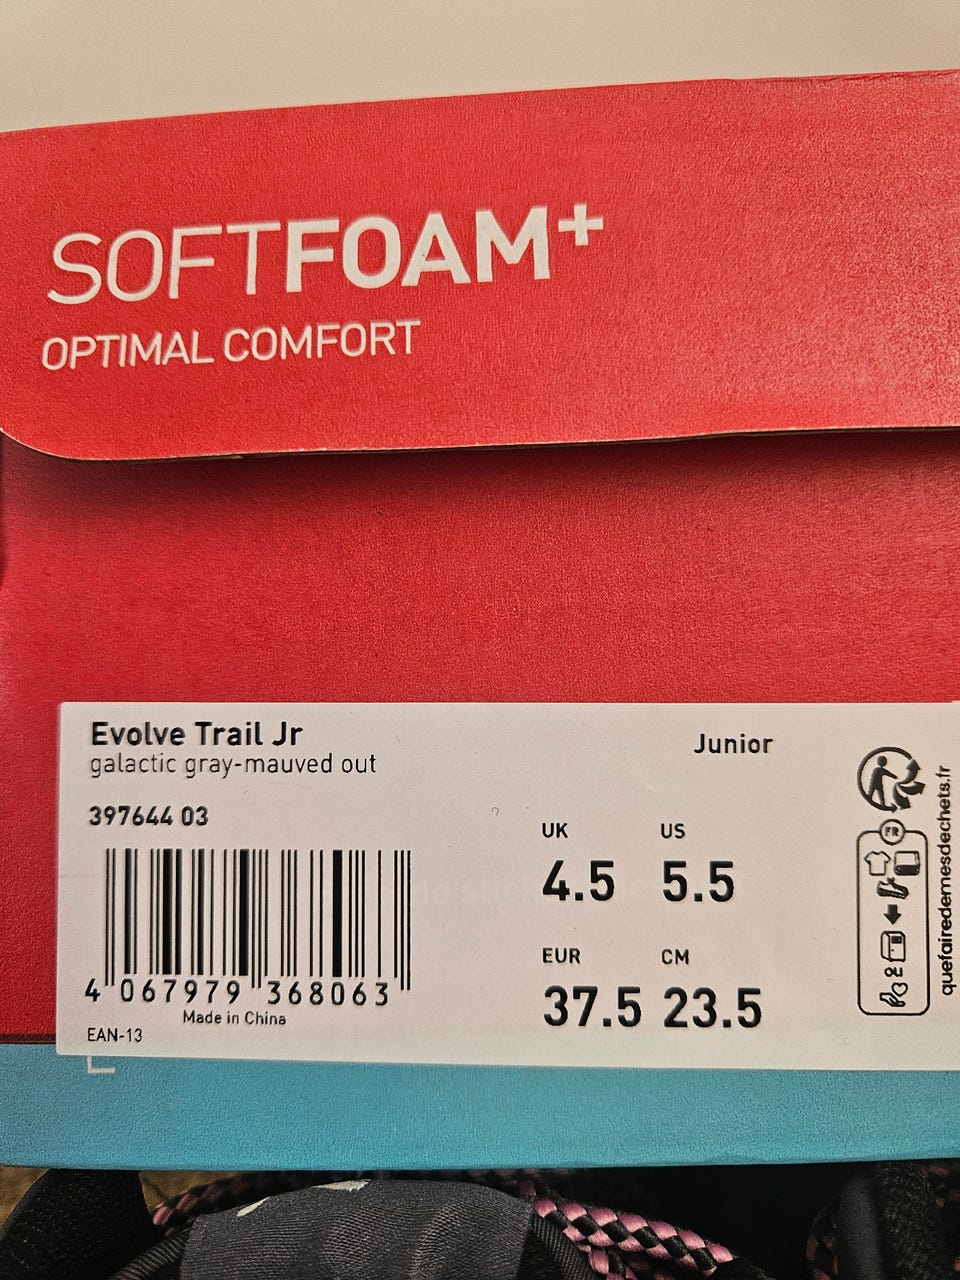 SOFTFOAM+
OPTIMAL COMFORT
Evolve Trail Jr
galactic gray-mauved out
Junior
397644 03
UK US
4.5 5.5
EUR CM
37.5 23.5
4 067979 368063
Made in China
EAN-13
FR
quefairedemesdechets.fr